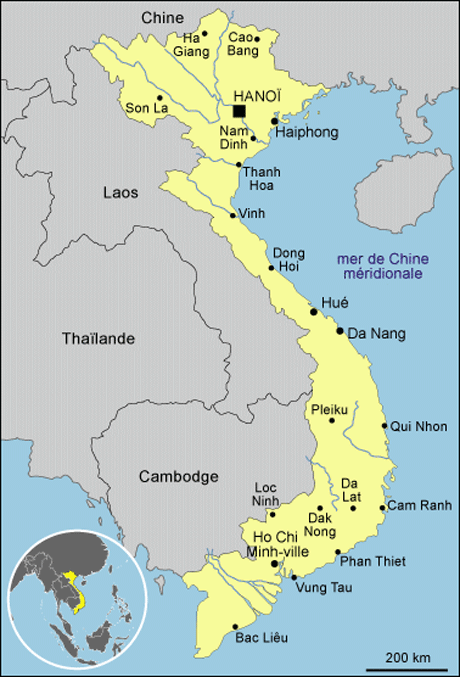 Chine
Ha
Giang
Cao
Bang
HANOÏ
Son La
Nam
Dinh
Haiphong
Thanh
Hoa
Laos
Vinh
Dong
Hoi
mer de Chine
méridionale
Hué
Da Nang
Thaïlande
Pleiku
Qui Nhon
Cambodge
Loc
Ninh
Da
Lat
Dak
Nong
Cam Ranh
Ho Chi
Minh-ville
Phan Thiet
Vung Tau
Bac Liêu
200 km